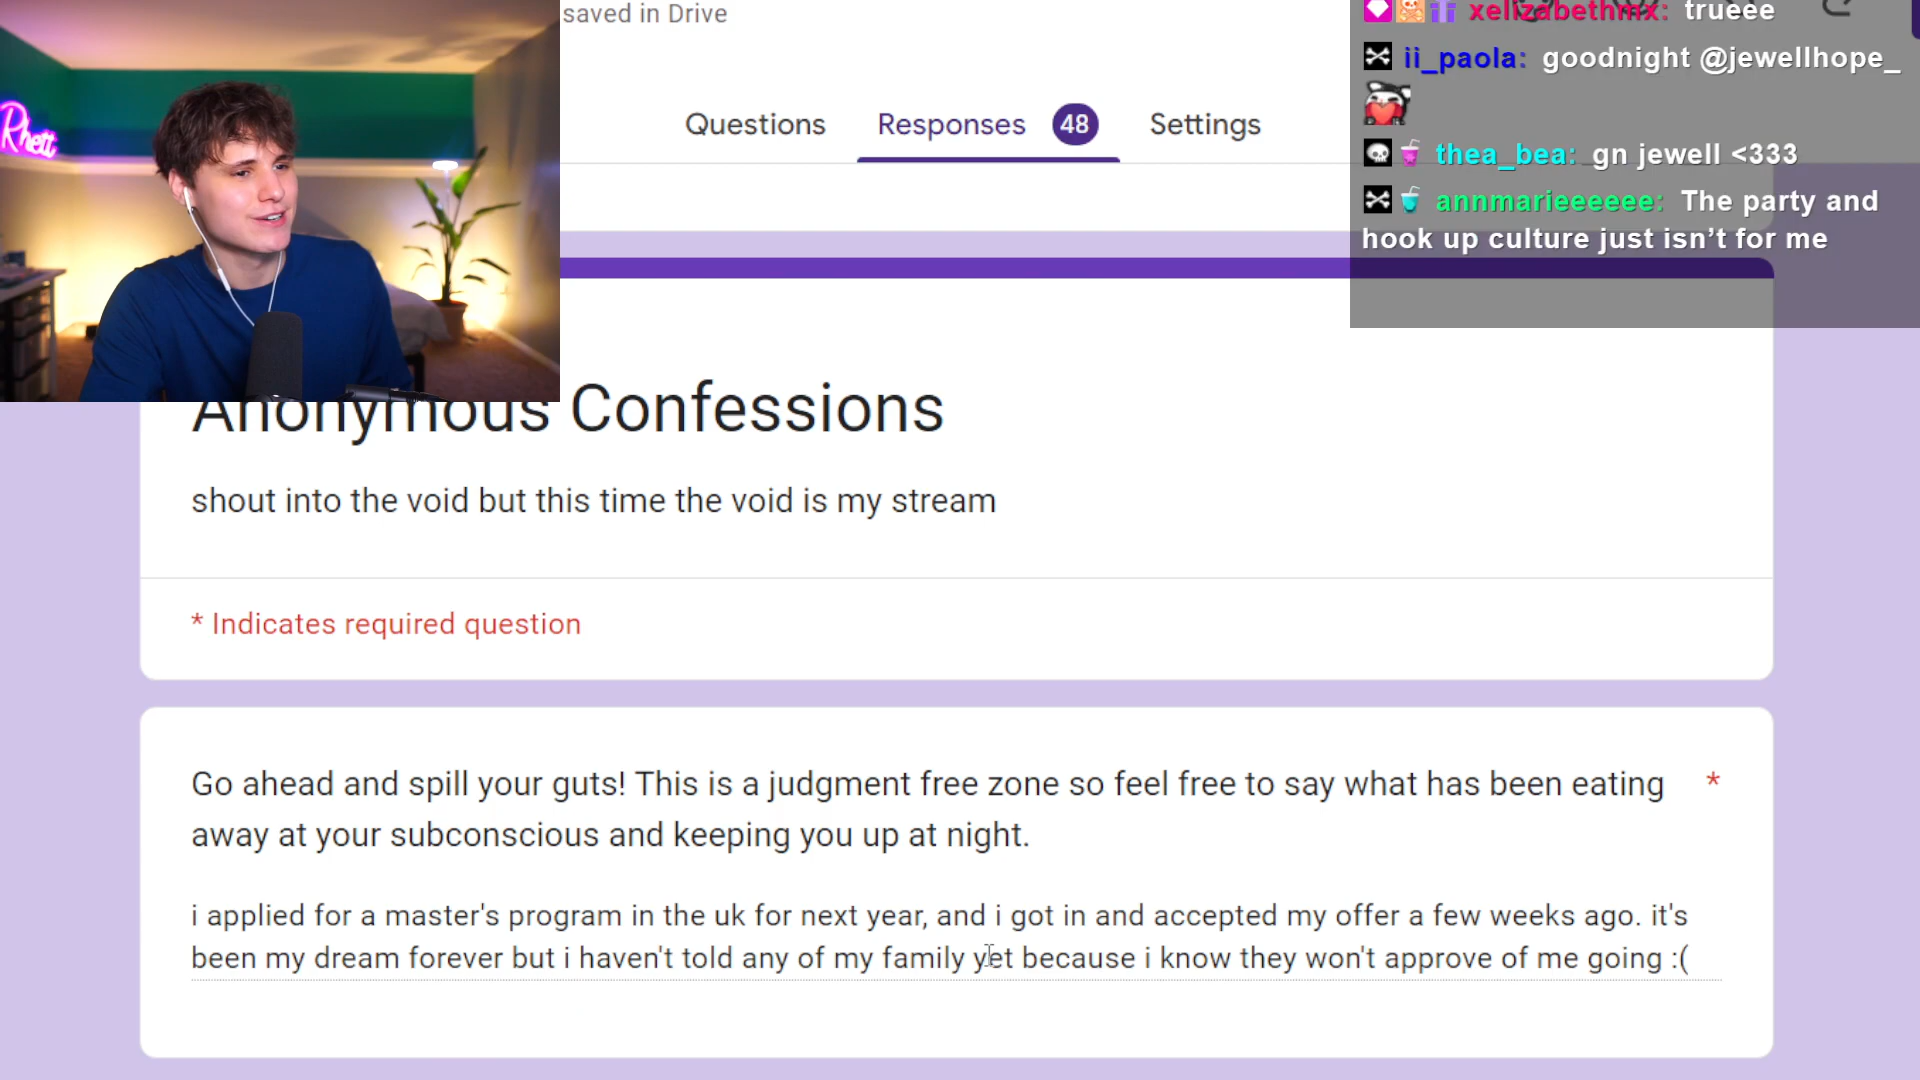 saved in Drive
Rhett
Questions
Responses 48
Settings
xelizabethmx: trueee
ii_paola: goodnight @jewellhope_
thea_bea: gn jewell <333
annmarieeeeee: The party and
hook up culture just isn’t for me
Anonymous Confessions
shout into the void but this time the void is my stream
* Indicates required question
Go ahead and spill your guts! This is a judgment free zone so feel free to say what has been eating *
away at your subconscious and keeping you up at night.
i applied for a master's program in the uk for next year, and i got in and accepted my offer a few weeks ago. it's
been my dream forever but i haven't told any of my family yet because i know they won't approve of me going :(